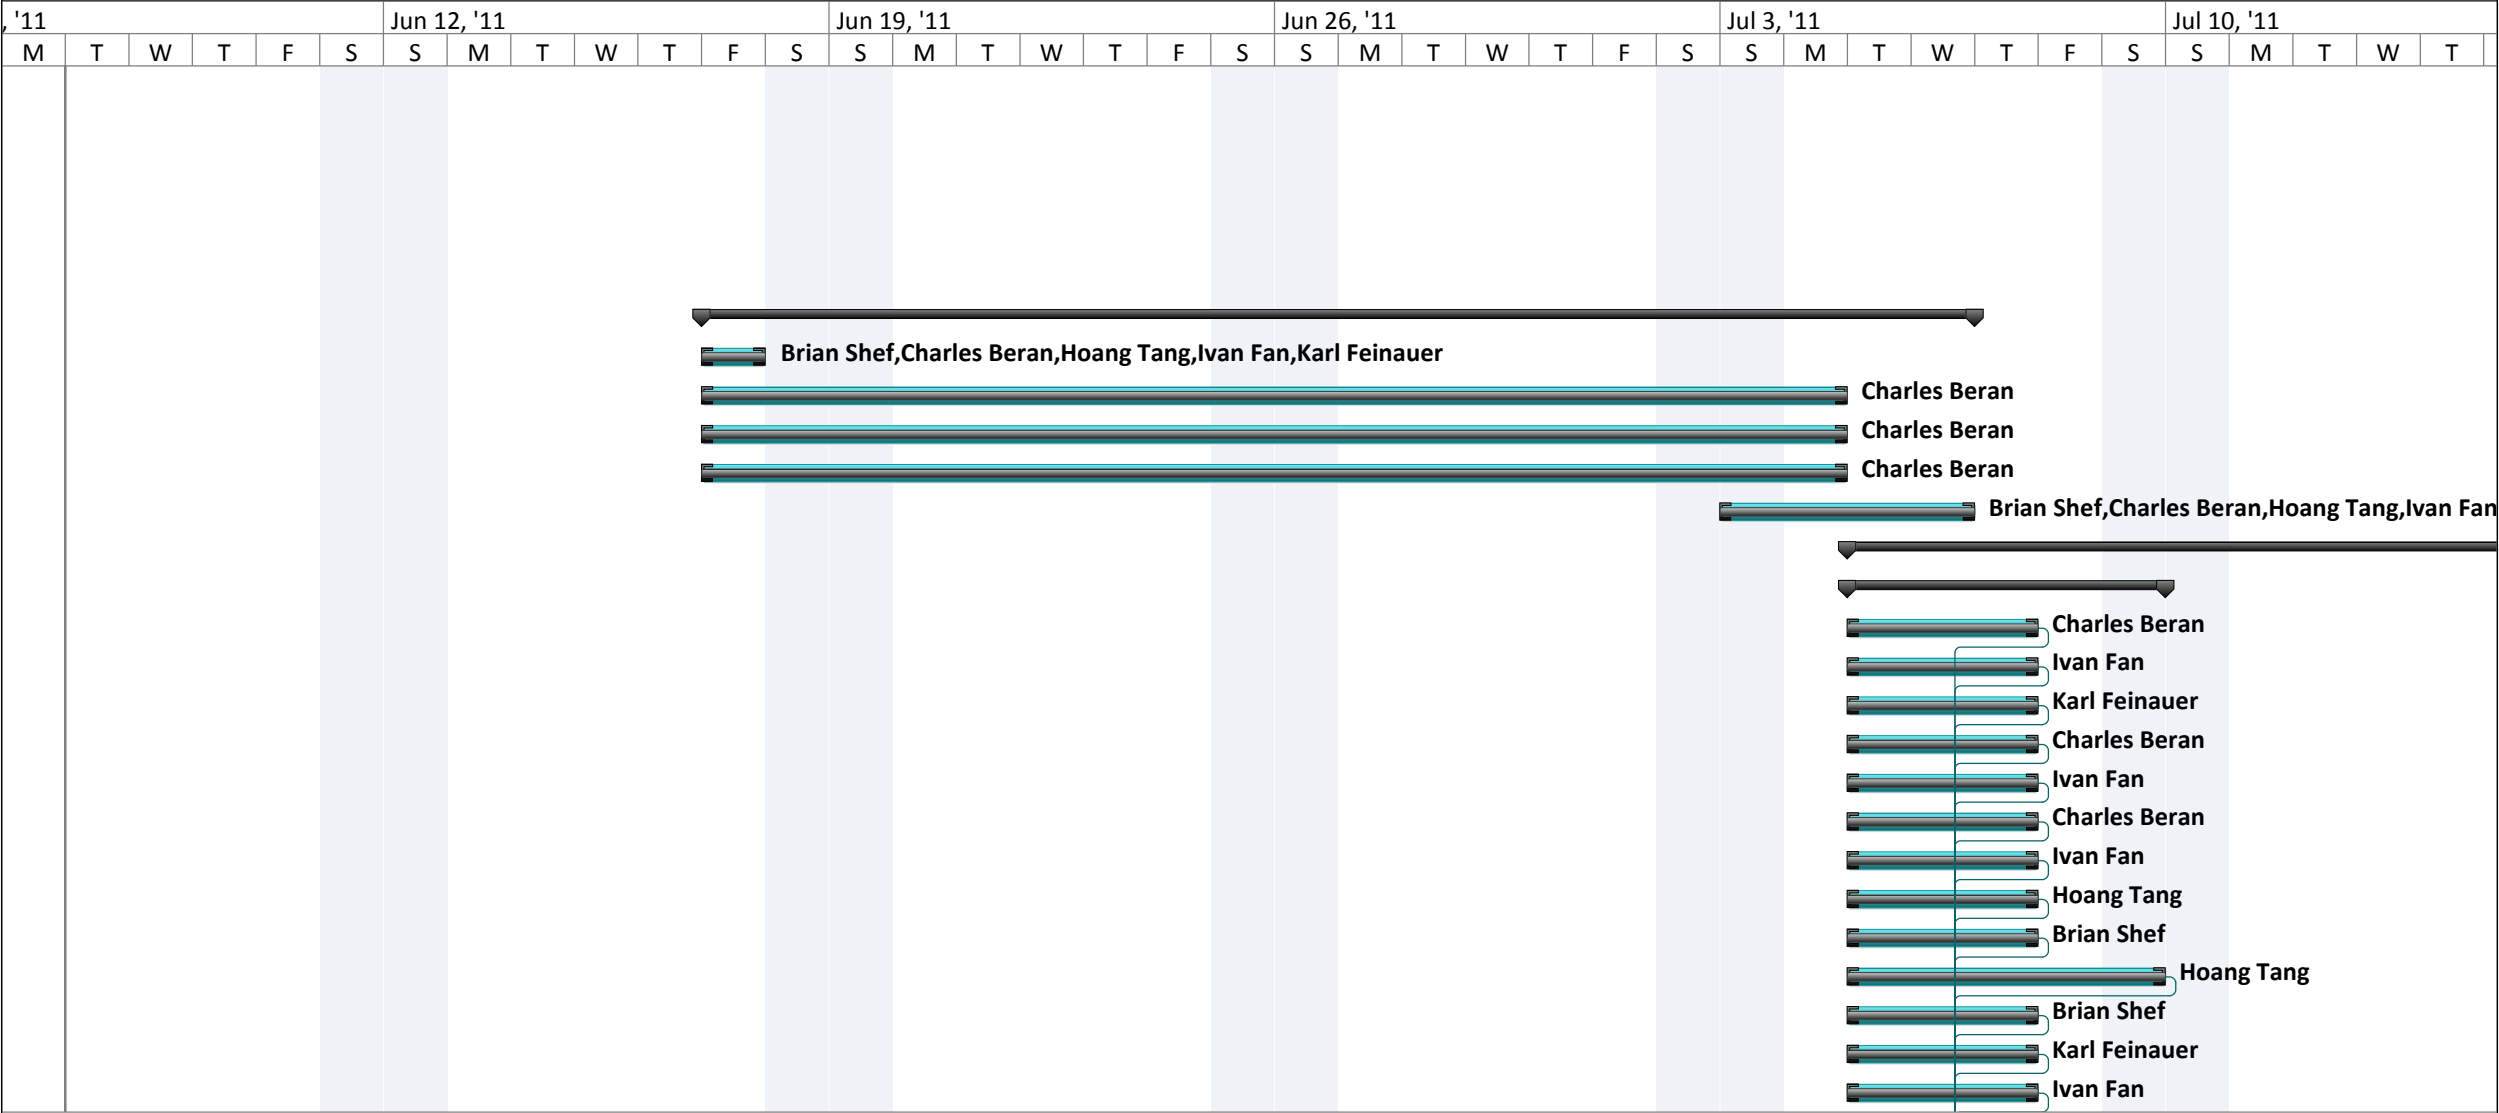 , '11 Jun 12, '11 Jun 19, '11 Jun 26, '11 Jul 3, '11 Jul 10, '11
M T W T F S S M T W T F S S M T W T F S S M T W T F S S M T W T F S S M T W T
Brian Shef,Charles Beran,Hoang Tang,Ivan Fan,Karl Feinauer
Charles Beran
Charles Beran
Charles Beran
Brian Shef,Charles Beran,Hoang Tang,Ivan Fan
Charles Beran
Ivan Fan
Karl Feinauer
Charles Beran
Ivan Fan
Charles Beran
Ivan Fan
Hoang Tang
Brian Shef
Hoang Tang
Brian Shef
Karl Feinauer
Ivan Fan